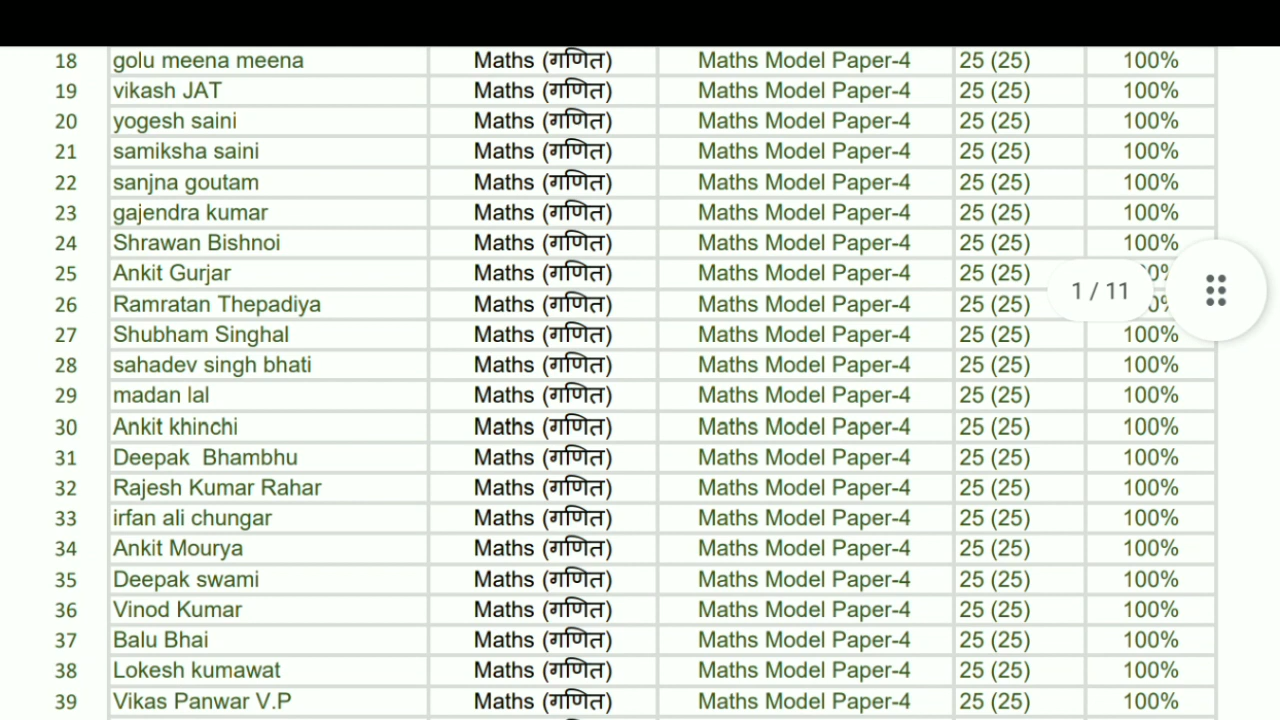 18 golu meena meena Maths (गणित) Maths Model Paper-4 25 (25) 100%
19 vikash JAT Maths (गणित) Maths Model Paper-4 25 (25) 100%
20 yogesh saini Maths (गणित) Maths Model Paper-4 25 (25) 100%
21 samiksha saini Maths (गणित) Maths Model Paper-4 25 (25) 100%
22 sanjna goutam Maths (गणित) Maths Model Paper-4 25 (25) 100%
23 gajendra kumar Maths (गणित) Maths Model Paper-4 25 (25) 100%
24 Shrawan Bishnoi Maths (गणित) Maths Model Paper-4 25 (25) 100%
25 Ankit Gurjar Maths (गणित) Maths Model Paper-4 25 (25)
1 / 11
26 Ramratan Thepadiya Maths (गणित) Maths Model Paper-4 25 (25)
27 Shubham Singhal Maths (गणित) Maths Model Paper-4 25 (25) 100%
28 sahadev singh bhati Maths (गणित) Maths Model Paper-4 25 (25) 100%
29 madan lal Maths (गणित) Maths Model Paper-4 25 (25) 100%
30 Ankit khinchi Maths (गणित) Maths Model Paper-4 25 (25) 100%
31 Deepak  Bhambhu Maths (गणित) Maths Model Paper-4 25 (25) 100%
32 Rajesh Kumar Rahar Maths (गणित) Maths Model Paper-4 25 (25) 100%
33 irfan ali chungar Maths (गणित) Maths Model Paper-4 25 (25) 100%
34 Ankit Mourya Maths (गणित) Maths Model Paper-4 25 (25) 100%
35 Deepak swami Maths (गणित) Maths Model Paper-4 25 (25) 100%
36 Vinod Kumar Maths (गणित) Maths Model Paper-4 25 (25) 100%
37 Balu Bhai Maths (गणित) Maths Model Paper-4 25 (25) 100%
38 Lokesh kumawat Maths (गणित) Maths Model Paper-4 25 (25) 100%
39 Vikas Panwar V.P Maths (गणित) Maths Model Paper-4 25 (25) 100%